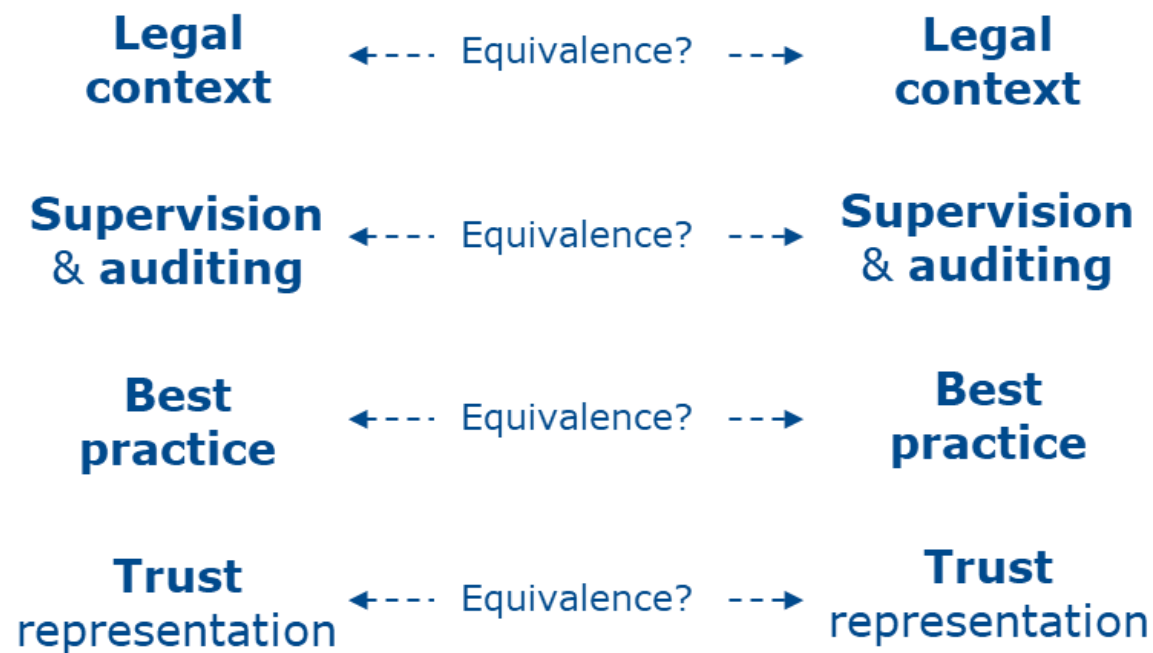 Legal
context
Equivalence?
Legal
context
Supervision
& auditing
Equivalence?
Supervision
& auditing
Best
practice
Equivalence?
Best
practice
Trust
representation
Equivalence?
Trust
representation